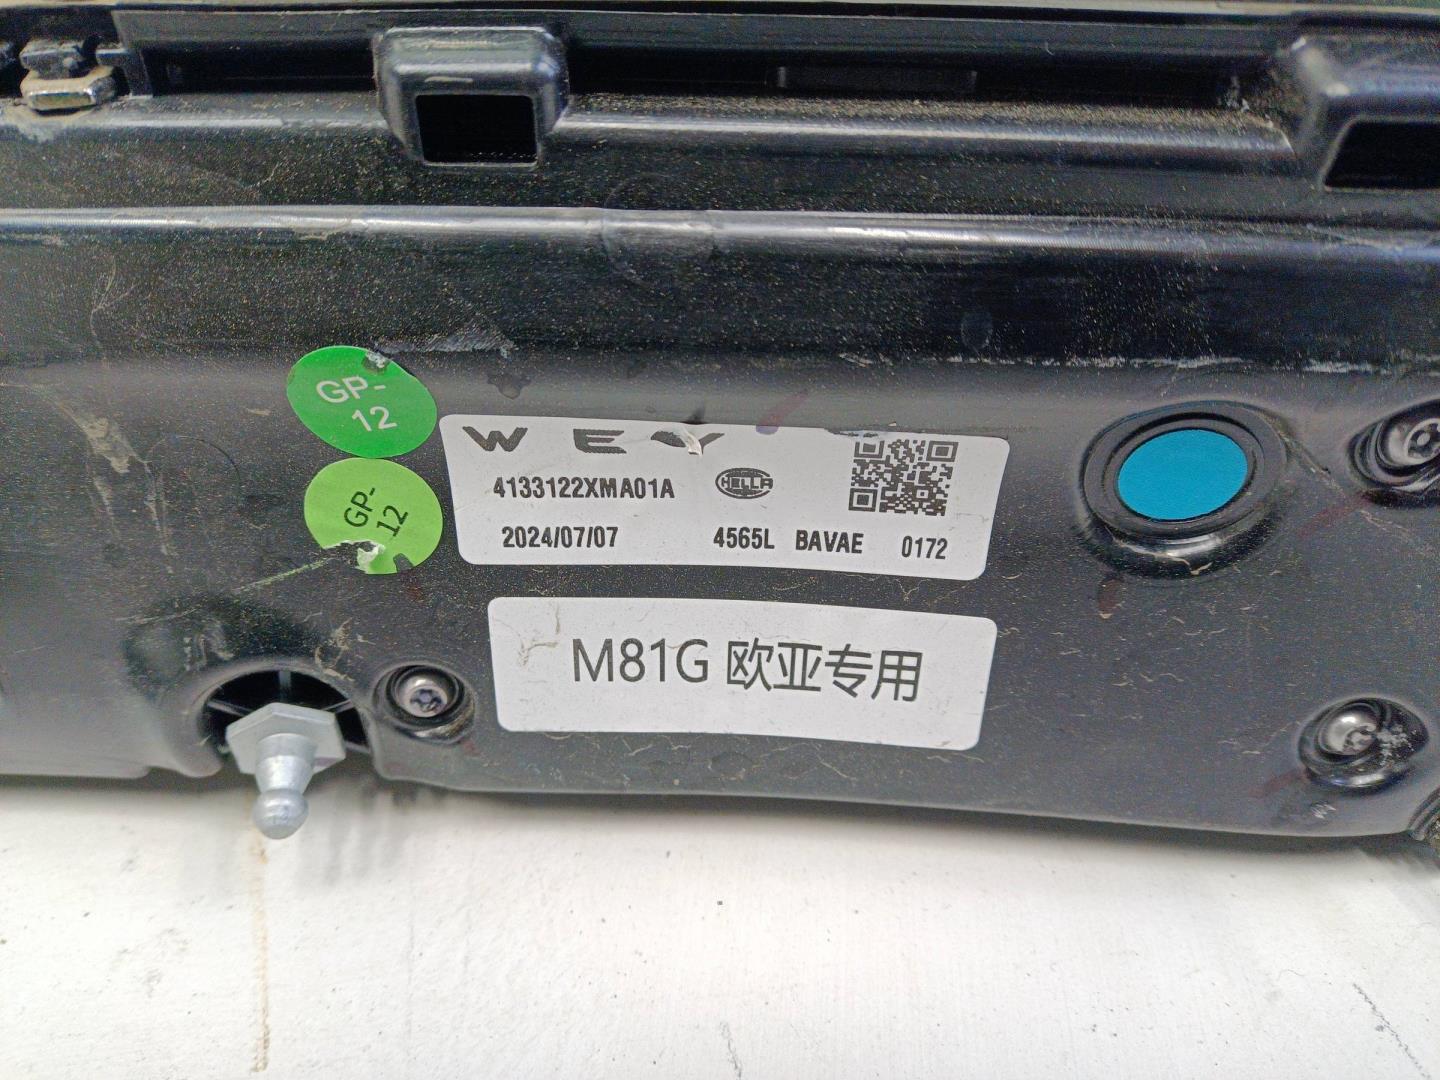 GP-
12
GP-
12
WEY
4133122XMA01A
HELLA
2024/07/07 4565L BAVAE 0172
M81G 欧亚专用